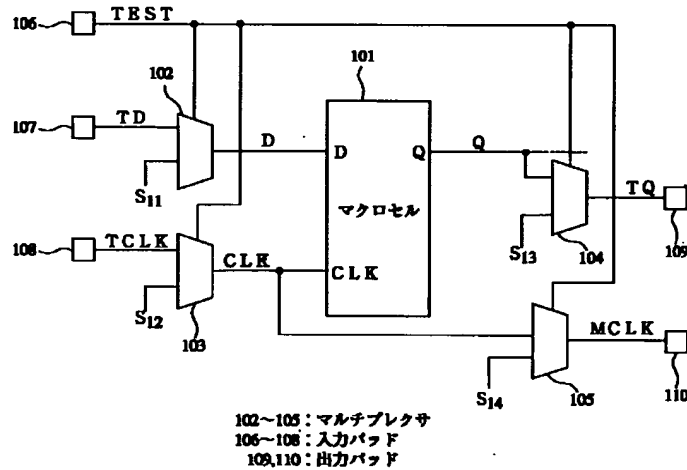 106 TEST
102
101
107 TD
D
D Q
Q
S11
マクロセル
TQ
108 TCLK
CLK
CLK
S13
104
109
S12
103
MCLK
S14
105
110
102~105:マルチプレクサ
106~108:入力パッド
109,110:出力パッド